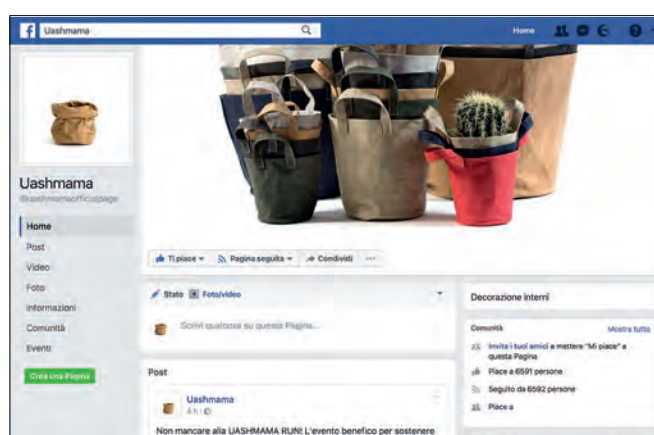 Uashmama
Home
Uashmama
@uashmamaofficialpage
Home
Post
Video
Foto
Informazioni
Comunità
Eventi
Crea una Pagina
Ti piace
Pagina seguita
Condividi
Stato
Foto/video
Scrivi qualcosa su questa Pagina...
Post
Uashmama
4 h
Non mancare alla UASHMAMA RUN! L'evento benefico per sostenere
Decorazione interni
Comunità
Mostra tutto
Invita i tuoi amici a mettere "Mi piace" a
questa Pagina
Piace a 6591 persone
Seguito da 6592 persone
Piace a